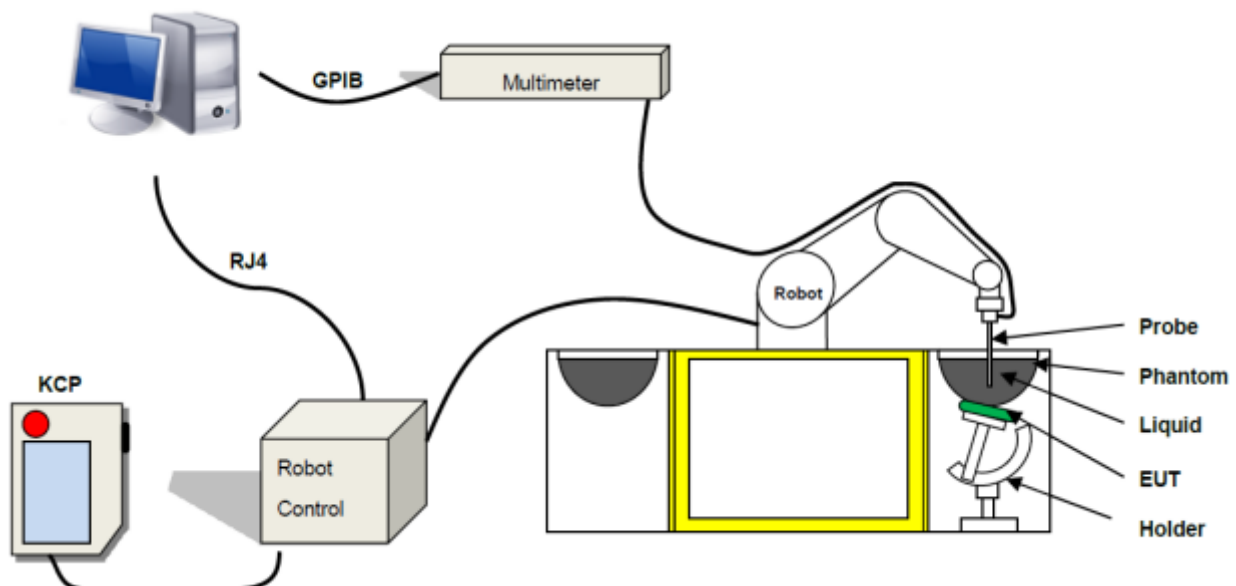 GPIB
Multimeter
RJ4
Robot
Probe
Phantom
KCP
Liquid
Robot
Control
EUT
Holder